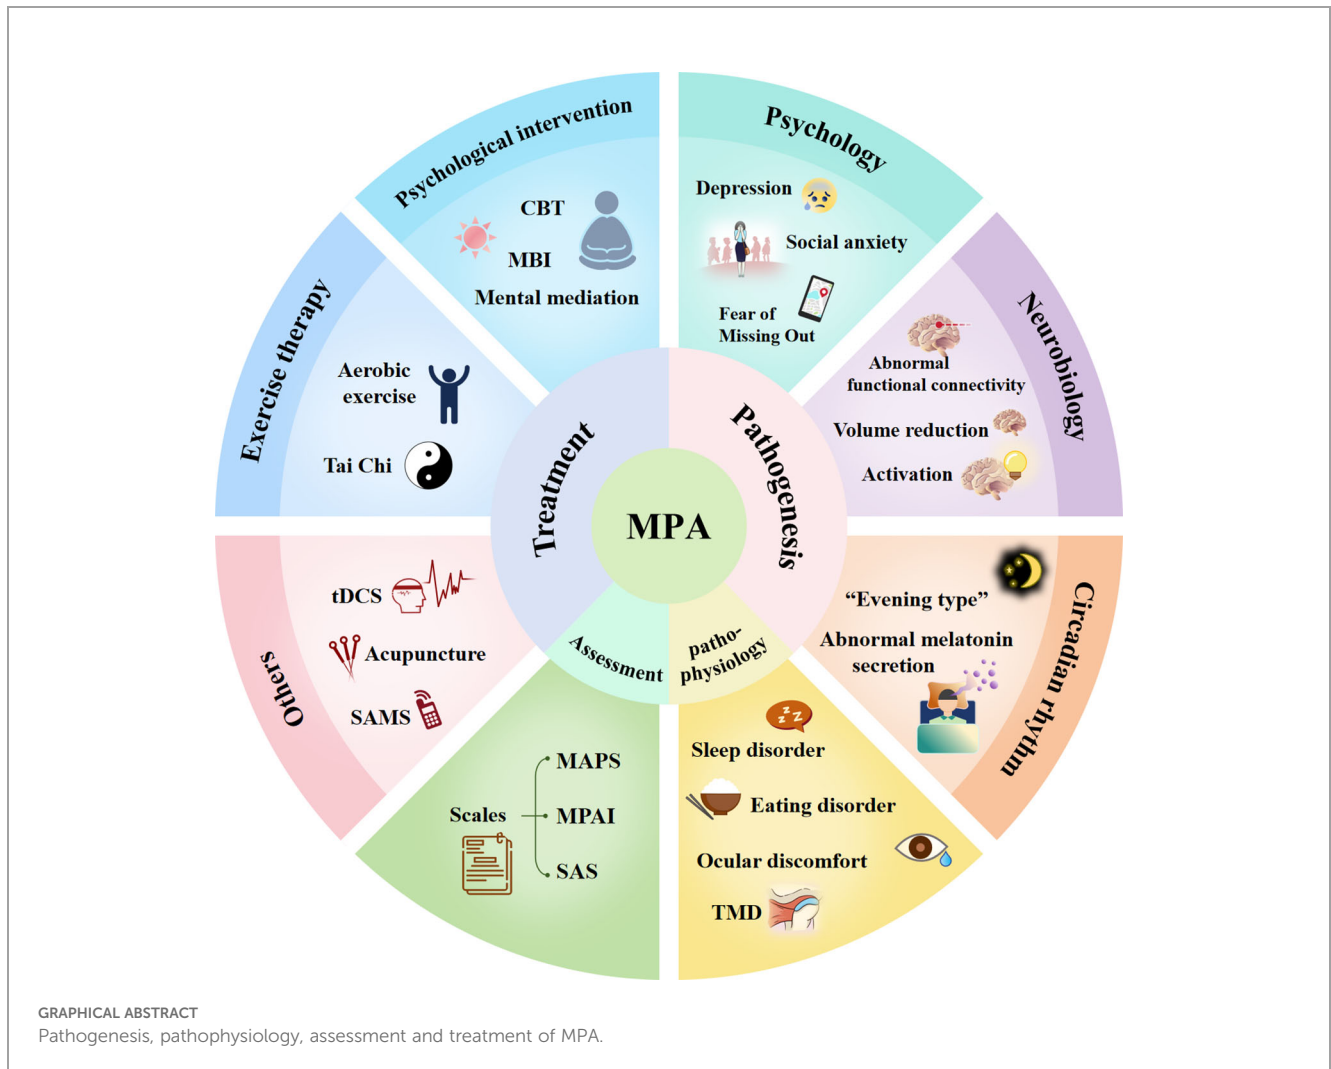 Psychological intervention
CBT
MBI
Mental mediation
Psychology
Depression
Social anxiety
Fear of
Missing Out
Neurobiology
Abnormal
functional connectivity
Volume reduction
Activation
Circadian rhythm
“Evening type”
Abnormal melatonin
secretion
Exercise therapy
Aerobic
exercise
Tai Chi
Treatment
MPA
Pathogenesis
Assessment
patho-
physiology
Others
tDCS
Acupuncture
SAMS
Scales
MAPS
MPAI
SAS
z z z z
Sleep disorder
Eating disorder
Ocular discomfort
TMD
GRAPHICAL ABSTRACT
Pathogenesis, pathophysiology, assessment and treatment of MPA.